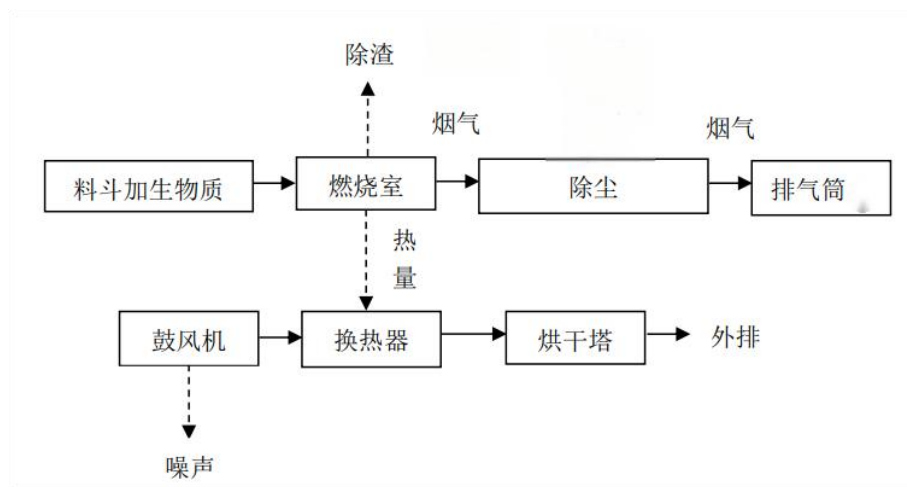 除渣
烟气
烟气
料斗加生物质
燃烧室
除尘
排气筒
热
量
鼓风机
换热器
烘干塔
外排
噪声